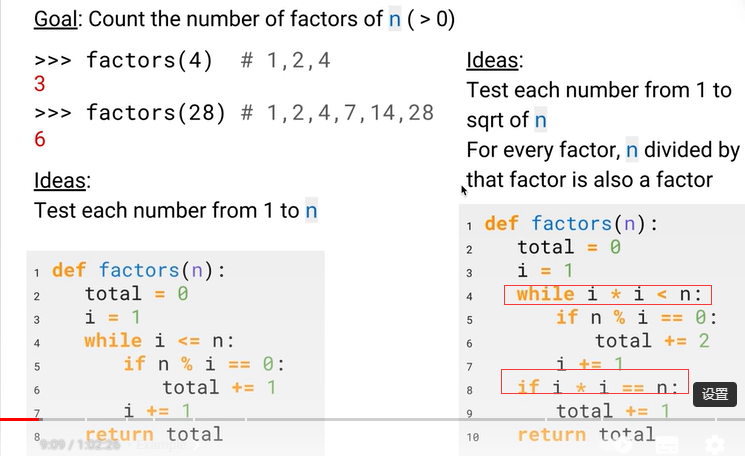 Goal: Count the number of factors of n ( > 0)
>>> factors(4)  # 1,2,4
3
>>> factors(28) # 1,2,4,7,14,28
6
Ideas:
Test each number from 1 to n
1 def factors(n):
2     total = 0
3     i = 1
4     while i <= n:
5         if n % i == 0:
6             total += 1
7         i += 1
8     return total
9:09 / 1:02:26
Ideas:
Test each number from 1 to
sqrt of n
For every factor, n divided by
that factor is also a factor
1 def factors(n):
2     total = 0
3     i = 1
4     while i * i < n:
5         if n % i == 0:
6             total += 2
7         i += 1
8     if i * i == n:
9         total += 1
10     return total
设置